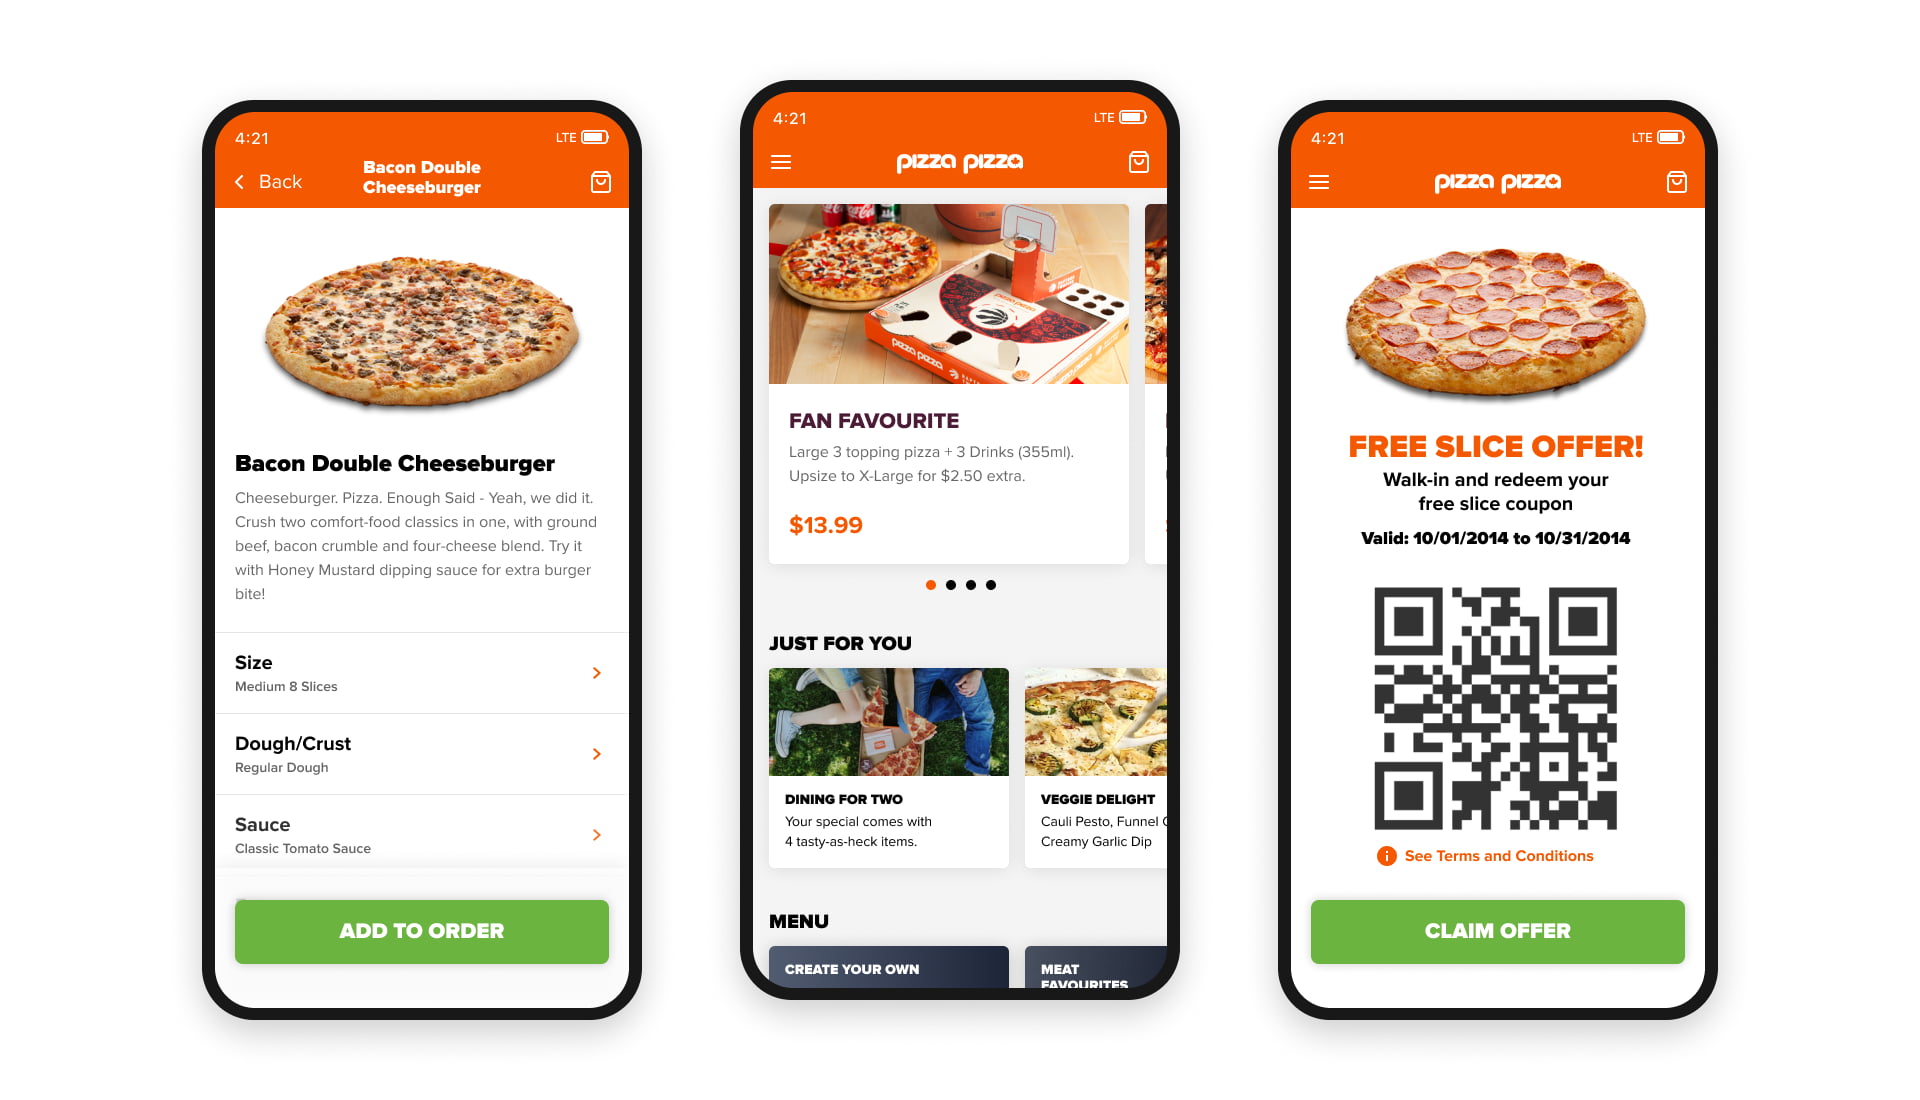 4:21
LTE
Back
Bacon Double
Cheeseburger
Bacon Double Cheeseburger
Cheeseburger. Pizza. Enough Said - Yeah, we did it.
Crush two comfort-food classics in one, with ground
beef, bacon crumble and four-cheese blend. Try it
with Honey Mustard dipping sauce for extra burger
bite!
Size
Medium 8 Slices
Dough/Crust
Regular Dough
Sauce
Classic Tomato Sauce
ADD TO ORDER
4:21
LTE
pizza pizza
pizza pizza
FAN FAVOURITE
Large 3 topping pizza + 3 Drinks (355ml).
Upsize to X-Large for $2.50 extra.
$13.99
JUST FOR YOU
DINING FOR TWO
Your special comes with
4 tasty-as-heck items.
VEGGIE DELIGHT
Cauli Pesto, Funnel
Creamy Garlic Dip
MENU
CREATE YOUR OWN
MEAT
FAVOURITES
4:21
LTE
pizza pizza
FREE SLICE OFFER!
Walk-in and redeem your
free slice coupon
Valid: 10/01/2014 to 10/31/2014
See Terms and Conditions
CLAIM OFFER